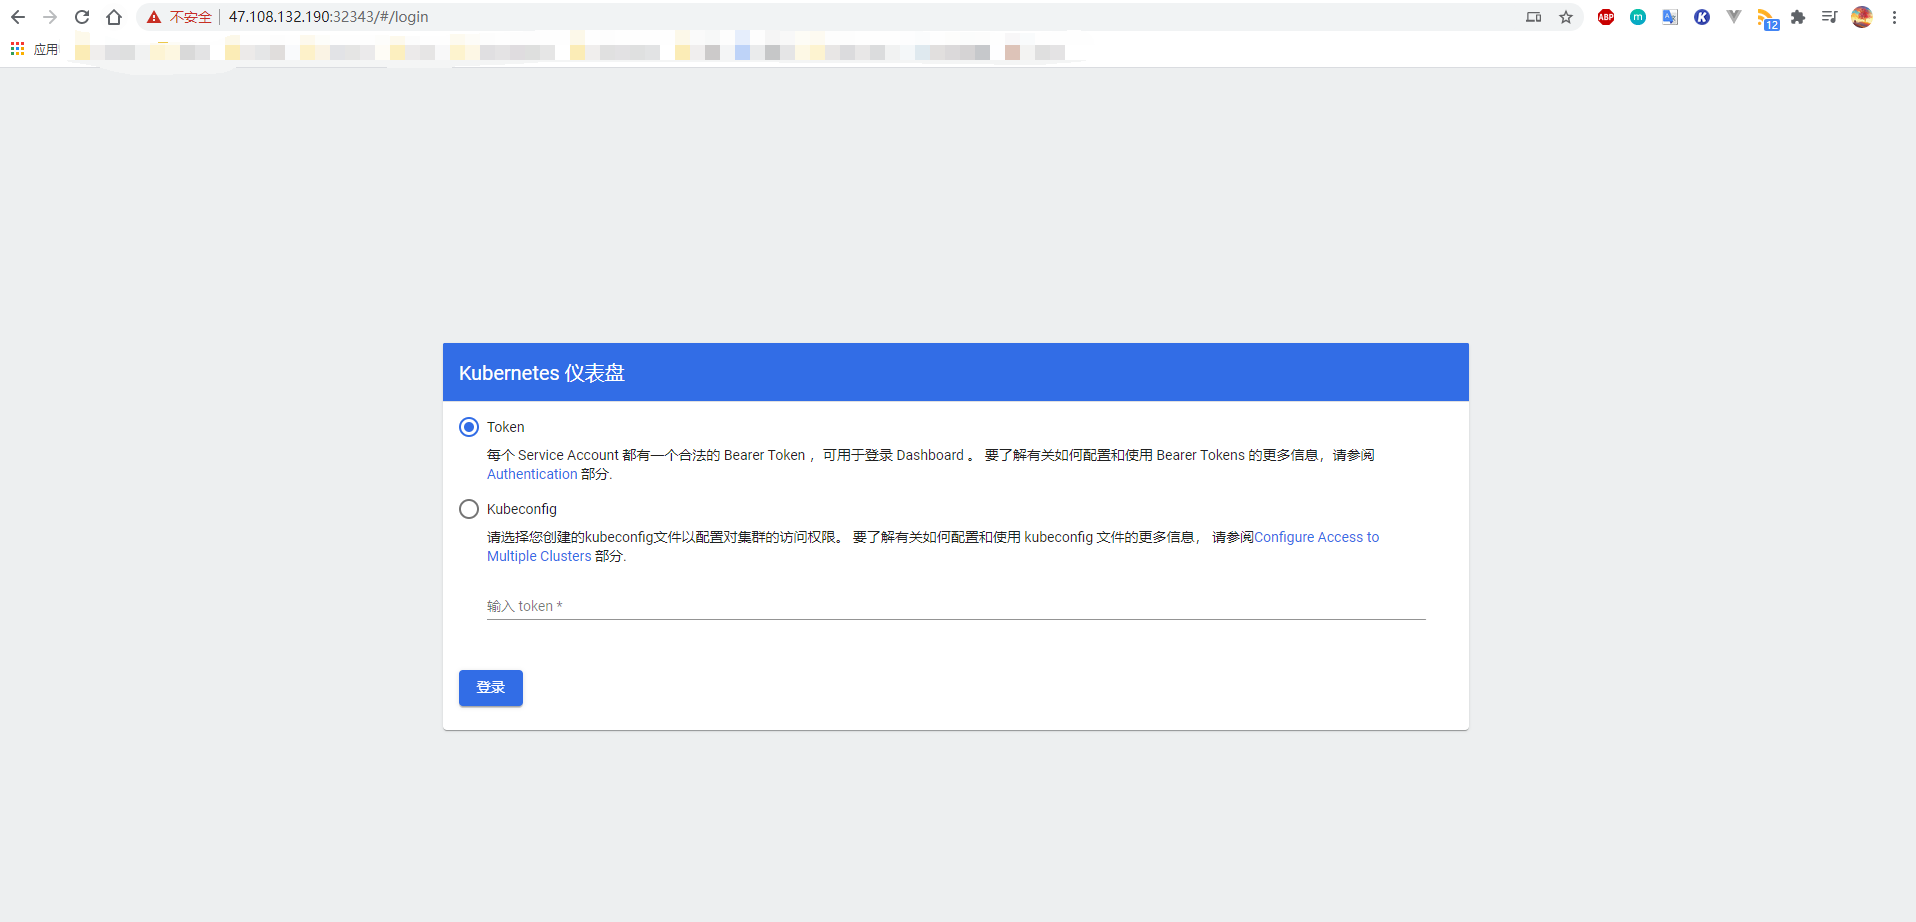 不安全 47.108.132.190:32343/#/login
ABP
m
K
12
应用
Kubernetes 仪表盘
Token
每个 Service Account 都有一个合法的 Bearer Token ，可用于登录 Dashboard 。 要了解有关如何配置和使用 Bearer Tokens 的更多信息，请参阅
Authentication 部分.
Kubeconfig
请选择您创建的kubeconfig文件以配置对集群的访问权限。 要了解有关如何配置和使用 kubeconfig 文件的更多信息， 请参阅Configure Access to
Multiple Clusters 部分.
输入 token *
登录